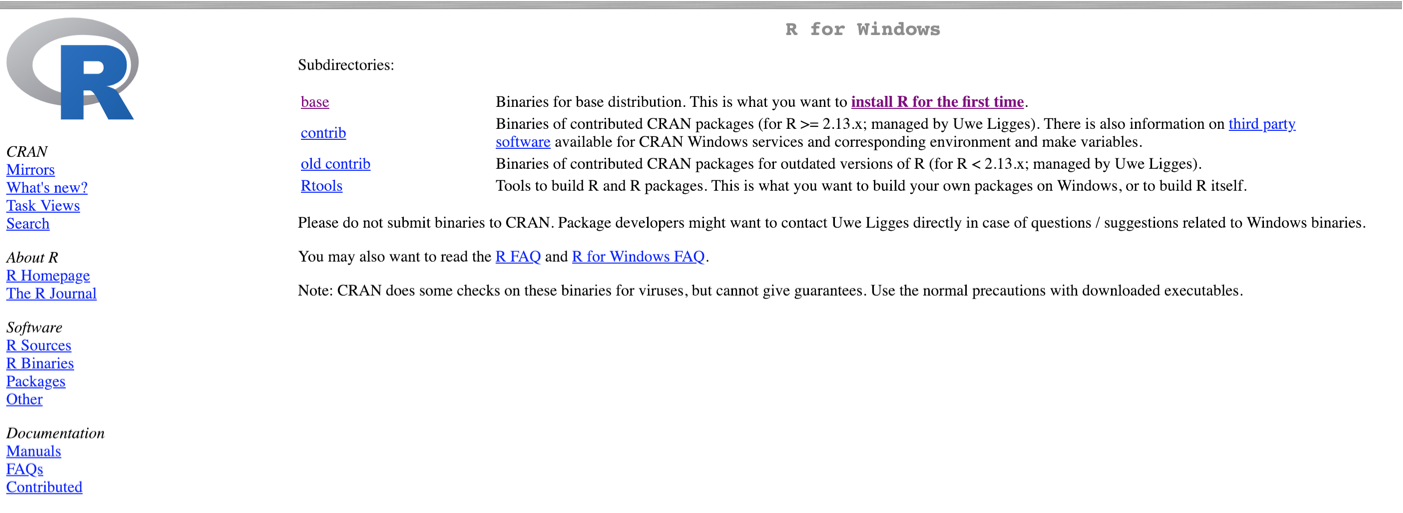 R
CRAN
Mirrors
What's new?
Task Views
Search
About R
R Homepage
The R Journal
Software
R Sources
R Binaries
Packages
Other
Documentation
Manuals
FAQs
Contributed
R for Windows
Subdirectories:
base Binaries for base distribution. This is what you want to install R for the first time.
contrib Binaries of contributed CRAN packages (for R >= 2.13.x; managed by Uwe Ligges). There is also information on third party
software available for CRAN Windows services and corresponding environment and make variables.
old contrib Binaries of contributed CRAN packages for outdated versions of R (for R < 2.13.x; managed by Uwe Ligges).
Rtools Tools to build R and R packages. This is what you want to build your own packages on Windows, or to build R itself.
Please do not submit binaries to CRAN. Package developers might want to contact Uwe Ligges directly in case of questions / suggestions related to Windows binaries.
You may also want to read the R FAQ and R for Windows FAQ.
Note: CRAN does some checks on these binaries for viruses, but cannot give guarantees. Use the normal precautions with downloaded executables.